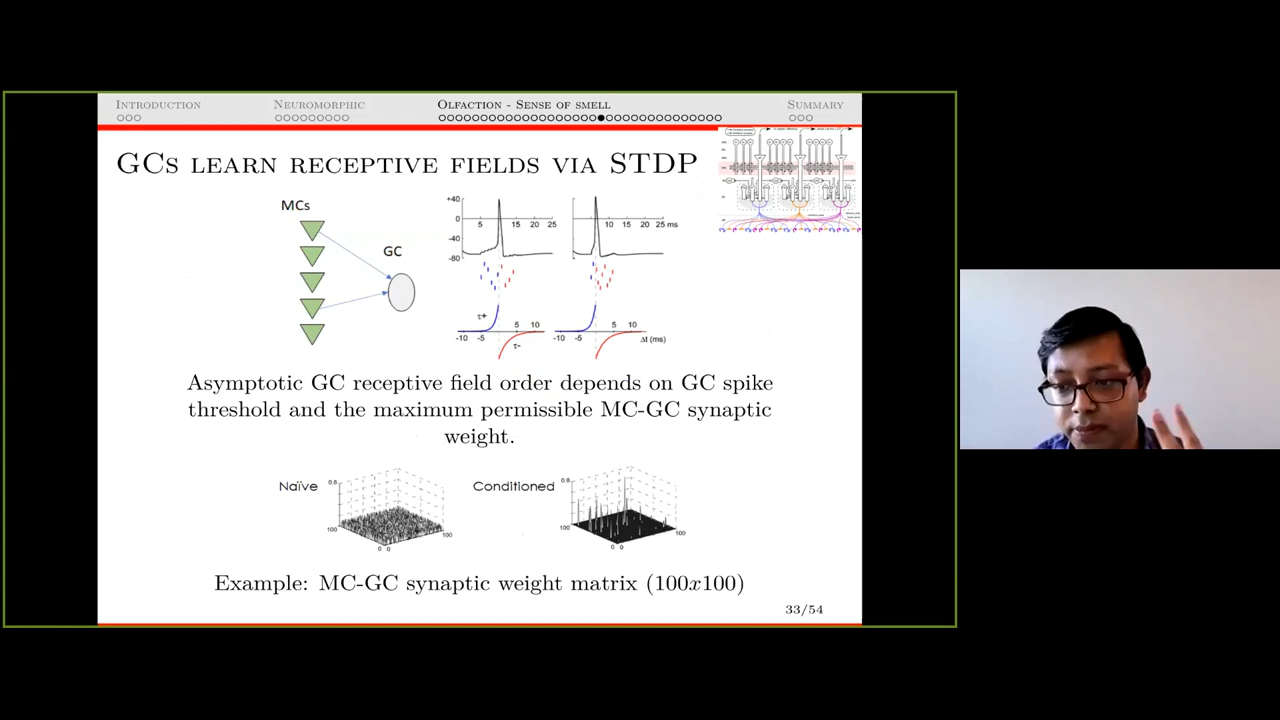 INTRODUCTION
NEUROMORPHIC
OLFACTION - SENSE OF SMELL
SUMMARY
GCS LEARN RECEPTIVE FIELDS VIA STDP
MCs
GC
+40
0
-40
-80
5
15 20 25
10 15 20 25 ms
τ+
τ-
-10 -5 5 10
-10 -5 5 10
Δt (ms)
Asymptotic GC receptive field order depends on GC spike
threshold and the maximum permissible MC-GC synaptic
weight.
Naïve
0.8
100
0 0
100
Conditioned
0.8
100
0 0
100
Example: MC-GC synaptic weight matrix (100x100)
33/54